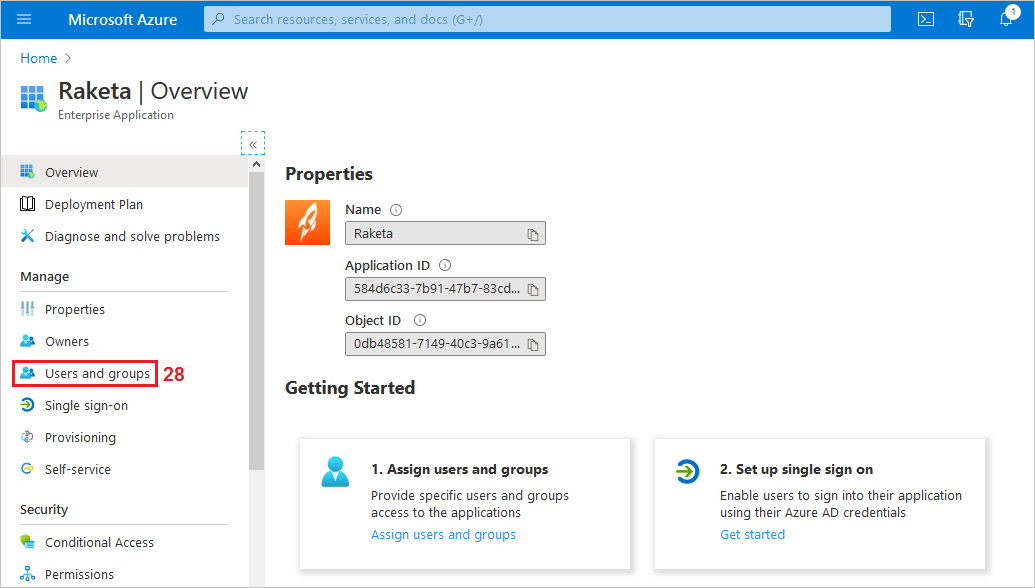 Microsoft Azure
Search resources, services, and docs (G+/)
1
Home
Raketa | Overview
Enterprise Application
«
Overview
Deployment Plan
Diagnose and solve problems
Manage
Properties
Owners
Users and groups 28
Single sign-on
Provisioning
Self-service
Security
Conditional Access
Permissions
Properties
Name
Raketa
Application ID
584d6c33-7b91-47b7-83cd...
Object ID
0db48581-7149-40c3-9a61...
Getting Started
1. Assign users and groups
Provide specific users and groups
access to the applications
Assign users and groups
2. Set up single sign on
Enable users to sign into their application
using their Azure AD credentials
Get started